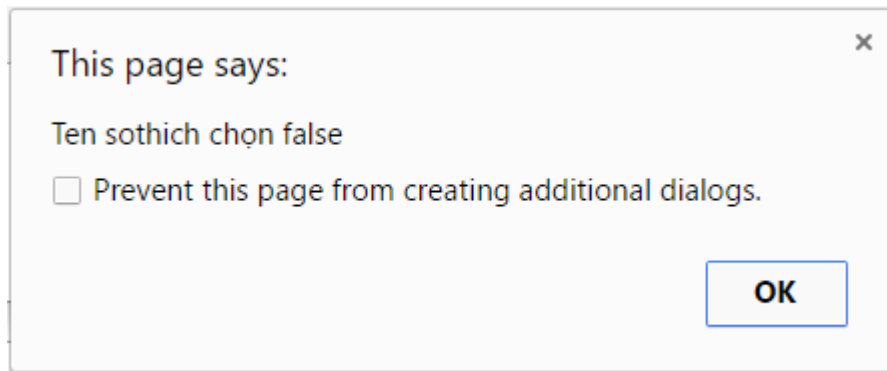 This page says:
Ten sothich chọn false
Prevent this page from creating additional dialogs.
OK